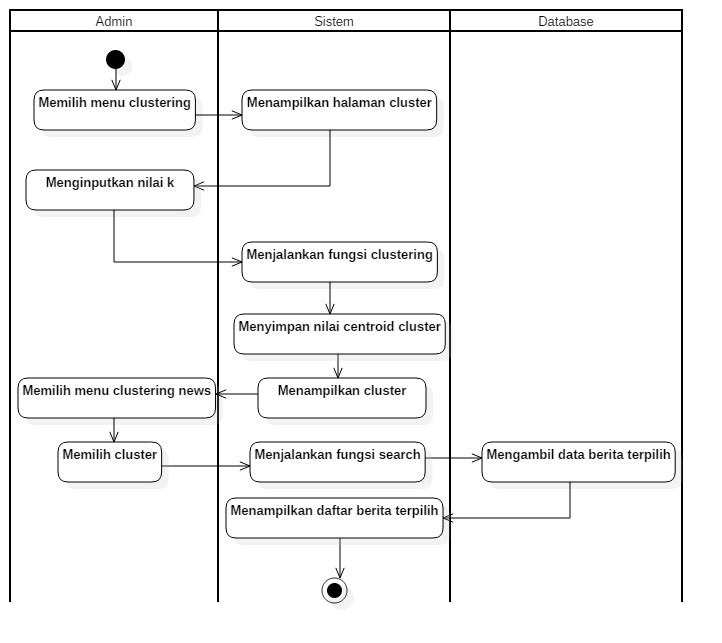 Admin
Sistem
Database
Memilih menu clustering
Menampilkan halaman cluster
Menginputkan nilai k
Menjalankan fungsi clustering
Menyimpan nilai centroid cluster
Memilih menu clustering news
Menampilkan cluster
Memilih cluster
Menjalankan fungsi search
Mengambil data berita terpilih
Menampilkan daftar berita terpilih